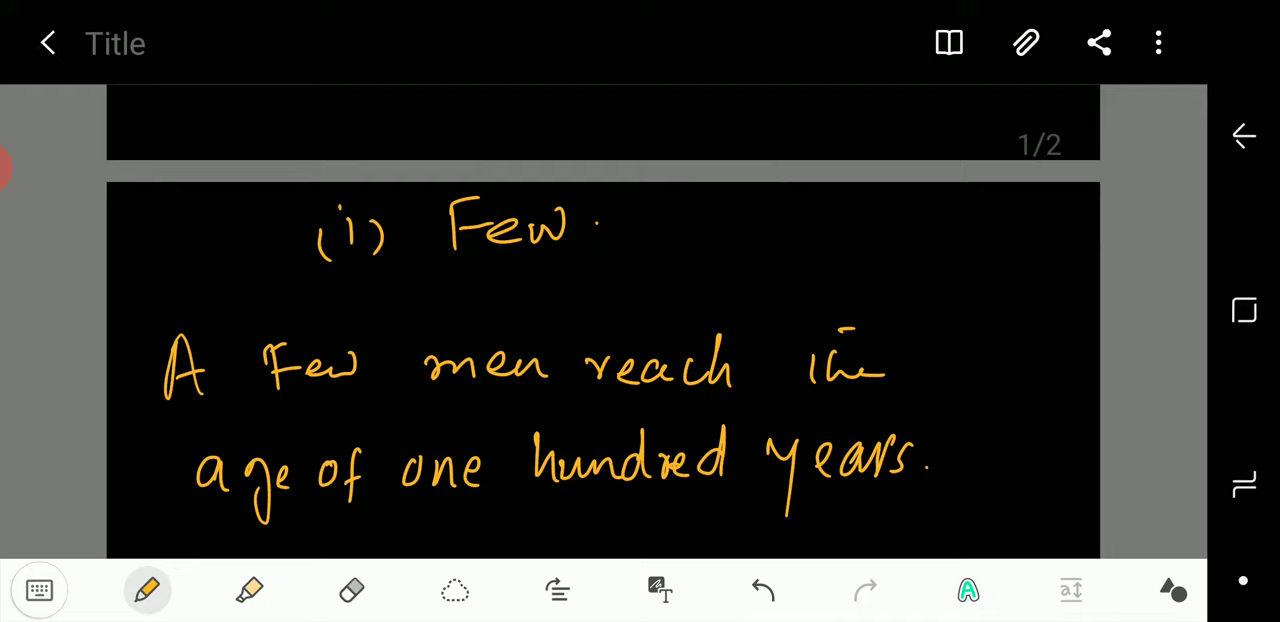 Title
1/2
(i) Few.
A Few men reach the
age of one hundred years.